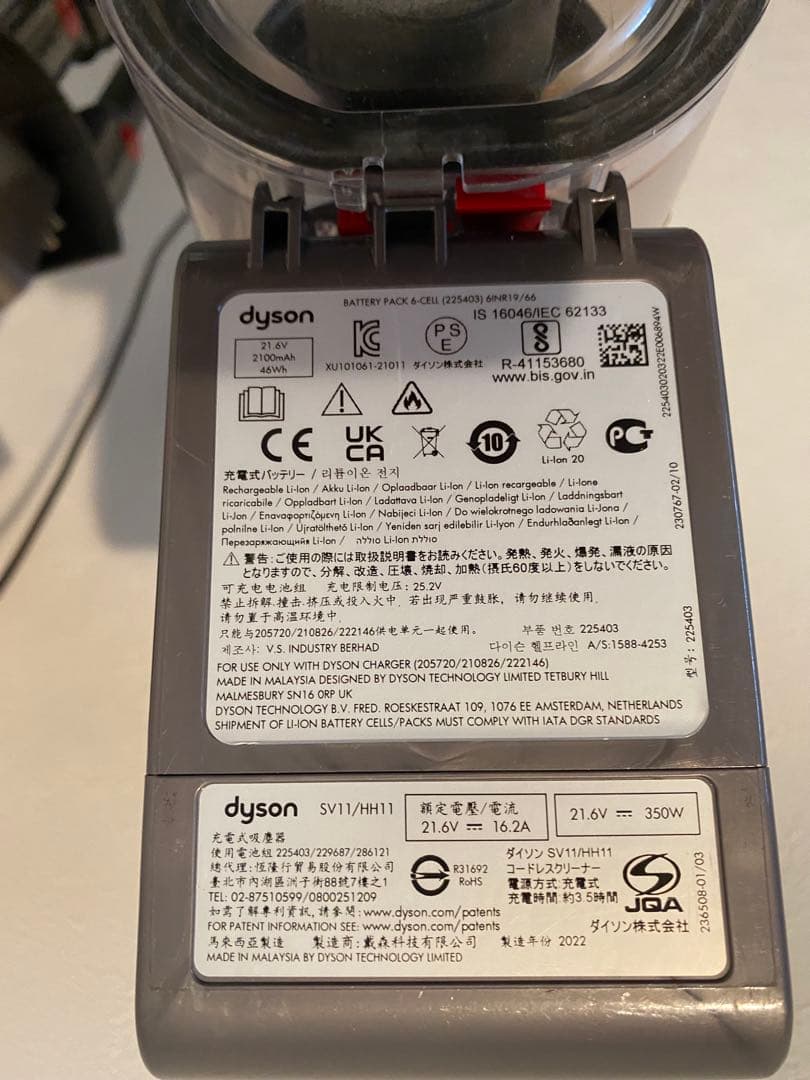 dyson
BATTERY PACK 6-CELL (225403) 6INR19/66
IS 16046/IEC 62133
21.6V
2100mAh
46Wh
PSE
XU101061-21011 ダイソン株式会社
R-41153680
www.bis.gov.in
225403020322E006894W
CE
UK
CA
10
Li-Ion 20
充電式バッテリー / 리튬이온 전지
Rechargeable Li-Ion / Akku Li-Ion / Oplaadbaar Li-Ion / Li-Ion recargeable / Li-Ione
ricaricabile / Oppladbart Li-Ion / Ladattava Li-Ion / Genopladeligt Li-Ion / Laddningsbart
Li-Jon / Επαναφορτιζόμενη Li-Ion / Nabíjecí Li-Ion / Do wielokrotnego ladowania Li-Jona /
polnilne Li-Ion / Újratölthető Li-Ion / Yeniden sarj edilebilir Li-lyon / Endurhlaðanlegt Li-Ion /
Перезаряжающийя Li-Ion / סוללת Li-Ion סוללה
230767-02/10
警告:ご使用の際には取扱説明書をお読みください。発熱、発火、爆発、漏液の原因
となりますので、分解、改造、圧壊、焼却、加熱(摂氏60度以上)をしないでください。
可充电电池组 充电限制电压: 25.2V
禁止拆解, 撞击, 挤压或投入火中. 若出现严重鼓胀, 请勿继续使用.
请勿置于高温环境中.
只能与205720/210826/222146供电单元一起使用。 부품 번호 225403
제조사: V.S. INDUSTRY BERHAD 다이슨 헬프라인 A/S:1588-4253
型号: 225403
FOR USE ONLY WITH DYSON CHARGER (205720/210826/222146)
MADE IN MALAYSIA DESIGNED BY DYSON TECHNOLOGY LIMITED TETBURY HILL
MALMESBURY SN16 0RP UK
DYSON TECHNOLOGY B.V. FRED. ROESKESTRAAT 109, 1076 EE AMSTERDAM, NETHERLANDS
SHIPMENT OF LI-ION BATTERY CELLS/PACKS MUST COMPLY WITH IATA DGR STANDARDS
dyson SV11/HH11
額定電壓/電流
21.6V ⎓ 16.2A
21.6V ⎓ 350W
充電式吸塵器
使用電池組 225403/229687/286121
總代理:恆隆行貿易股份有限公司
臺北市內湖區洲子街88號7樓之1
TEL: 02-87510599/0800251209
如需了解專利資訊,請參閱:www.dyson.com/patents
FOR PATENT INFORMATION SEE: www.dyson.com/patents
馬來西亞製造 製造商:戴森科技有限公司 製造年份 2022
MADE IN MALAYSIA BY DYSON TECHNOLOGY LIMITED
R31692
RoHS
ダイソン SV11/HH11
コードレスクリーナー
電源方式:充電式
充電時間:約3.5時間
JQA
ダイソン株式会社
236508-01/03